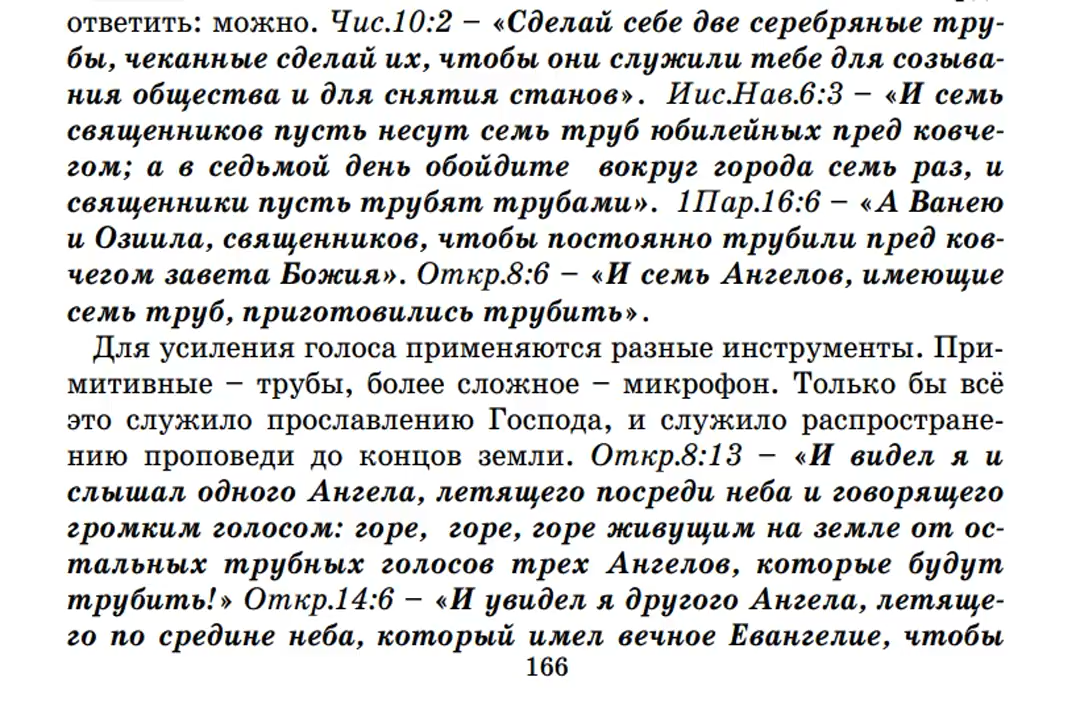 ответить: можно. Чис.10:2 – «Сделай себе две серебряные тру-
бы, чеканные сделай их, чтобы они служили тебе для созыва-
ния общества и для снятия станов». Иис.Нав.6:3 – «И семь
священников пусть несут семь труб юбилейных пред ковче-
гом; а в седьмой день обойдите вокруг города семь раз, и
священники пусть трубят трубами». 1Пар.16:6 – «А Ванею
и Озиила, священников, чтобы постоянно трубили пред ков-
чегом завета Божия». Откр.8:6 – «И семь Ангелов, имеющие
семь труб, приготовились трубить».
Для усиления голоса применяются разные инструменты. При-
митивные – трубы, более сложное – микрофон. Только бы всё
это служило прославлению Господа, и служило распростране-
нию проповеди до концов земли. Откр.8:13 – «И видел я и
слышал одного Ангела, летящего посреди неба и говорящего
громким голосом: горе, горе, горе живущим на земле от ос-
тальных трубных голосов трех Ангелов, которые будут
трубить!» Откр.14:6 – «И увидел я другого Ангела, летяще-
го по средине неба, который имел вечное Евангелие, чтобы
166